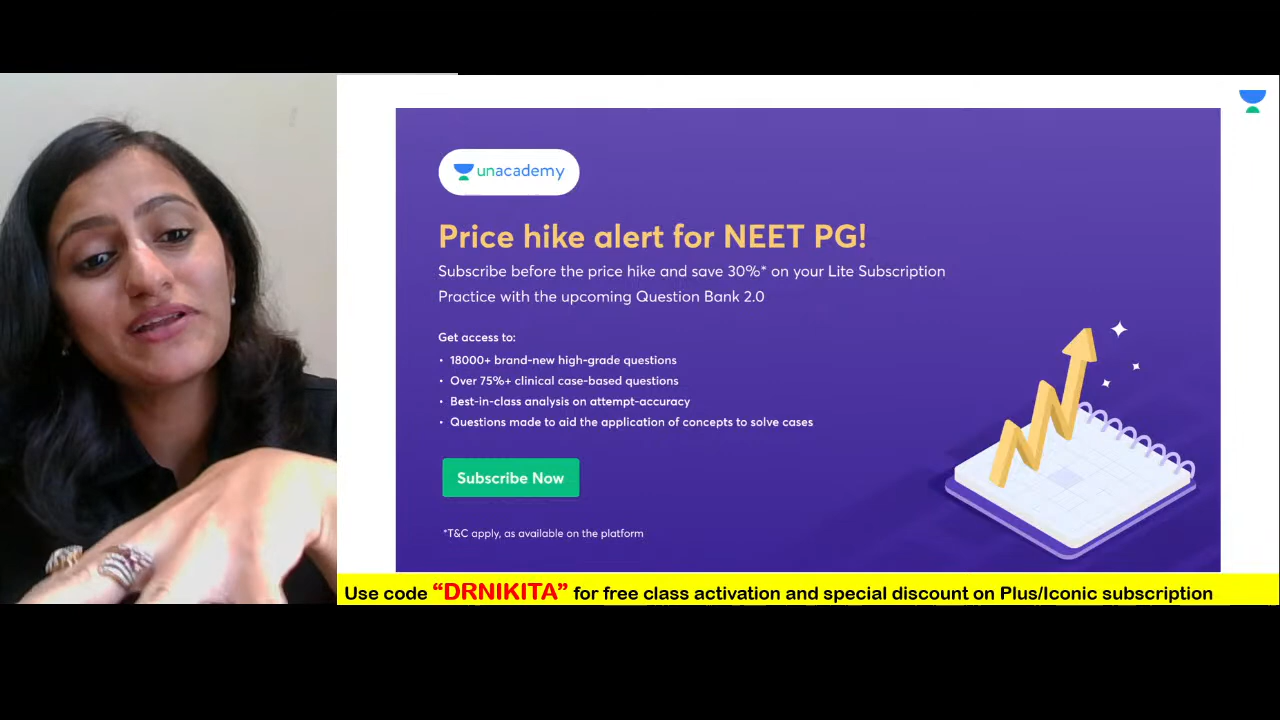 unacademy
Price hike alert for NEET PG!
Subscribe before the price hike and save 30%* on your Lite Subscription
Practice with the upcoming Question Bank 2.0
Get access to:
• 18000+ brand-new high-grade questions
• Over 75%+ clinical case-based questions
• Best-in-class analysis on attempt-accuracy
• Questions made to aid the application of concepts to solve cases
Subscribe Now
*T&C apply, as available on the platform
Use code “DRNIKITA” for free class activation and special discount on Plus/Iconic subscription